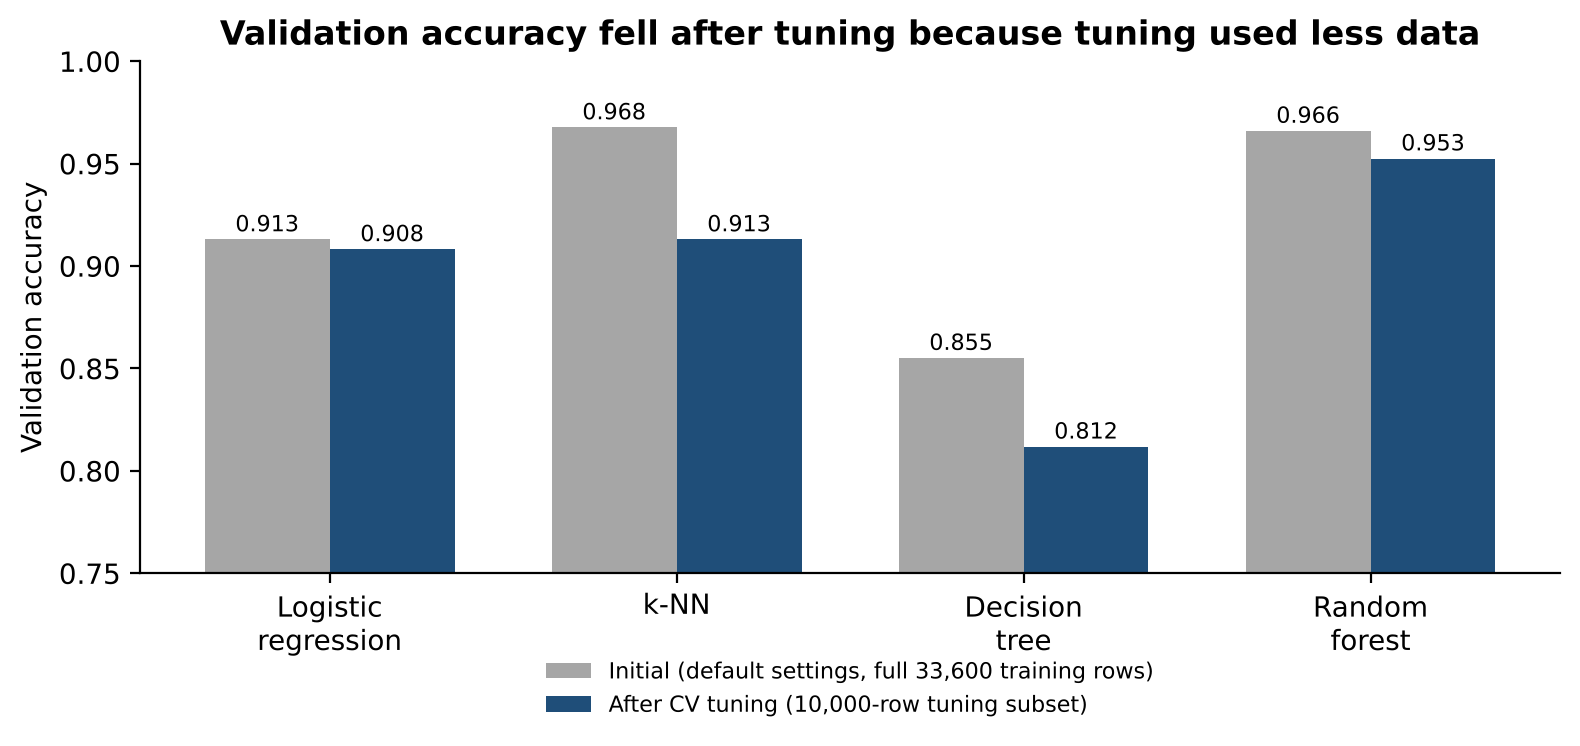 Validation accuracy fell after tuning because tuning used less data
Validation accuracy
1.00
0.95
0.90
0.85
0.80
0.75
0.913
0.908
0.968
0.913
0.855
0.812
0.966
0.953
Logistic
regression
k-NN
Decision
tree
Random
forest
Initial (default settings, full 33,600 training rows)
After CV tuning (10,000-row tuning subset)